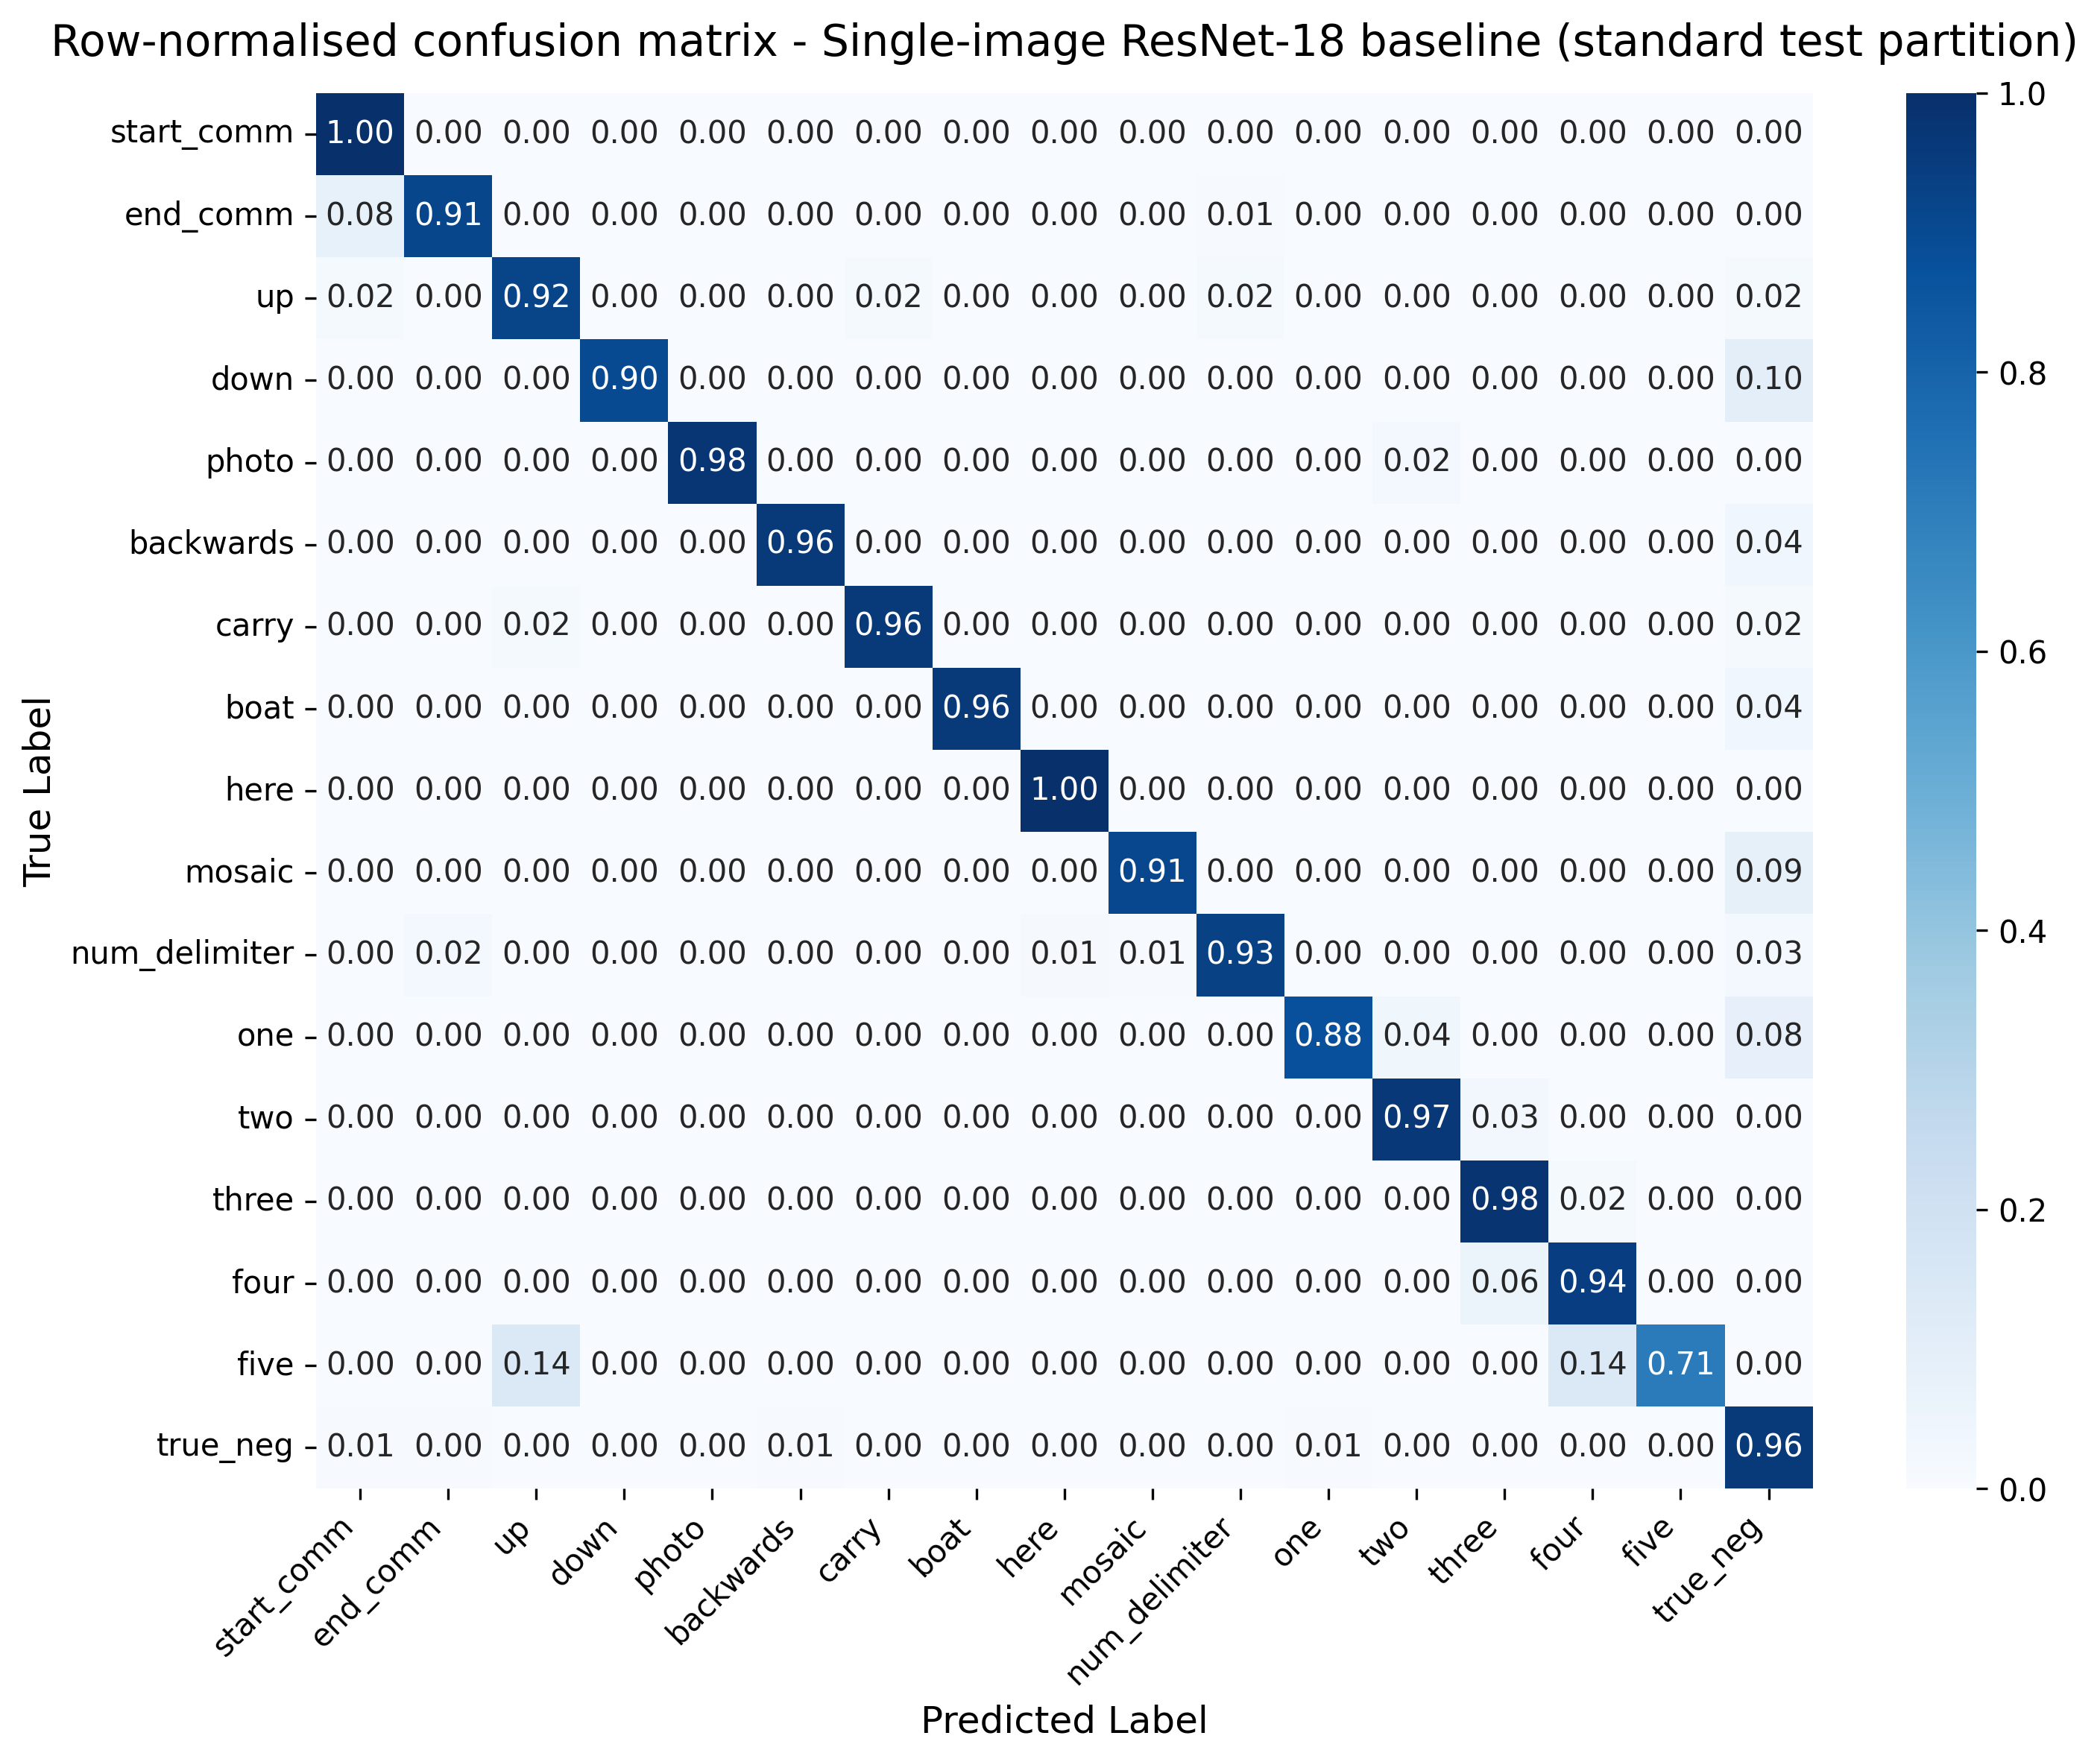 Row-normalised confusion matrix - Single-image ResNet-18 baseline (standard test partition)
start_comm 1.00 0.00 0.00 0.00 0.00 0.00 0.00 0.00 0.00 0.00 0.00 0.00 0.00 0.00 0.00 0.00 0.00
end_comm 0.08 0.91 0.00 0.00 0.00 0.00 0.00 0.00 0.00 0.00 0.01 0.00 0.00 0.00 0.00 0.00 0.00
up 0.02 0.00 0.92 0.00 0.00 0.00 0.02 0.00 0.00 0.00 0.02 0.00 0.00 0.00 0.00 0.00 0.02
down 0.00 0.00 0.00 0.90 0.00 0.00 0.00 0.00 0.00 0.00 0.00 0.00 0.00 0.00 0.00 0.00 0.10
photo 0.00 0.00 0.00 0.00 0.98 0.00 0.00 0.00 0.00 0.00 0.00 0.00 0.02 0.00 0.00 0.00 0.00
backwards 0.00 0.00 0.00 0.00 0.00 0.96 0.00 0.00 0.00 0.00 0.00 0.00 0.00 0.00 0.00 0.00 0.04
carry 0.00 0.00 0.02 0.00 0.00 0.00 0.96 0.00 0.00 0.00 0.00 0.00 0.00 0.00 0.00 0.00 0.02
boat 0.00 0.00 0.00 0.00 0.00 0.00 0.00 0.96 0.00 0.00 0.00 0.00 0.00 0.00 0.00 0.00 0.04
here 0.00 0.00 0.00 0.00 0.00 0.00 0.00 0.00 1.00 0.00 0.00 0.00 0.00 0.00 0.00 0.00 0.00
mosaic 0.00 0.00 0.00 0.00 0.00 0.00 0.00 0.00 0.00 0.91 0.00 0.00 0.00 0.00 0.00 0.00 0.09
num_delimiter 0.00 0.02 0.00 0.00 0.00 0.00 0.00 0.00 0.01 0.01 0.93 0.00 0.00 0.00 0.00 0.00 0.03
one 0.00 0.00 0.00 0.00 0.00 0.00 0.00 0.00 0.00 0.00 0.00 0.88 0.04 0.00 0.00 0.00 0.08
two 0.00 0.00 0.00 0.00 0.00 0.00 0.00 0.00 0.00 0.00 0.00 0.00 0.97 0.03 0.00 0.00 0.00
three 0.00 0.00 0.00 0.00 0.00 0.00 0.00 0.00 0.00 0.00 0.00 0.00 0.00 0.98 0.02 0.00 0.00
four 0.00 0.00 0.00 0.00 0.00 0.00 0.00 0.00 0.00 0.00 0.00 0.00 0.00 0.06 0.94 0.00 0.00
five 0.00 0.00 0.14 0.00 0.00 0.00 0.00 0.00 0.00 0.00 0.00 0.00 0.00 0.00 0.14 0.71 0.00
true_neg 0.01 0.00 0.00 0.00 0.00 0.01 0.00 0.00 0.00 0.00 0.00 0.01 0.00 0.00 0.00 0.00 0.96
start_comm end_comm up down photo backwards carry boat here mosaic num_delimiter one two three four five true_neg
True Label
Predicted Label
1.0
0.8
0.6
0.4
0.2
0.0